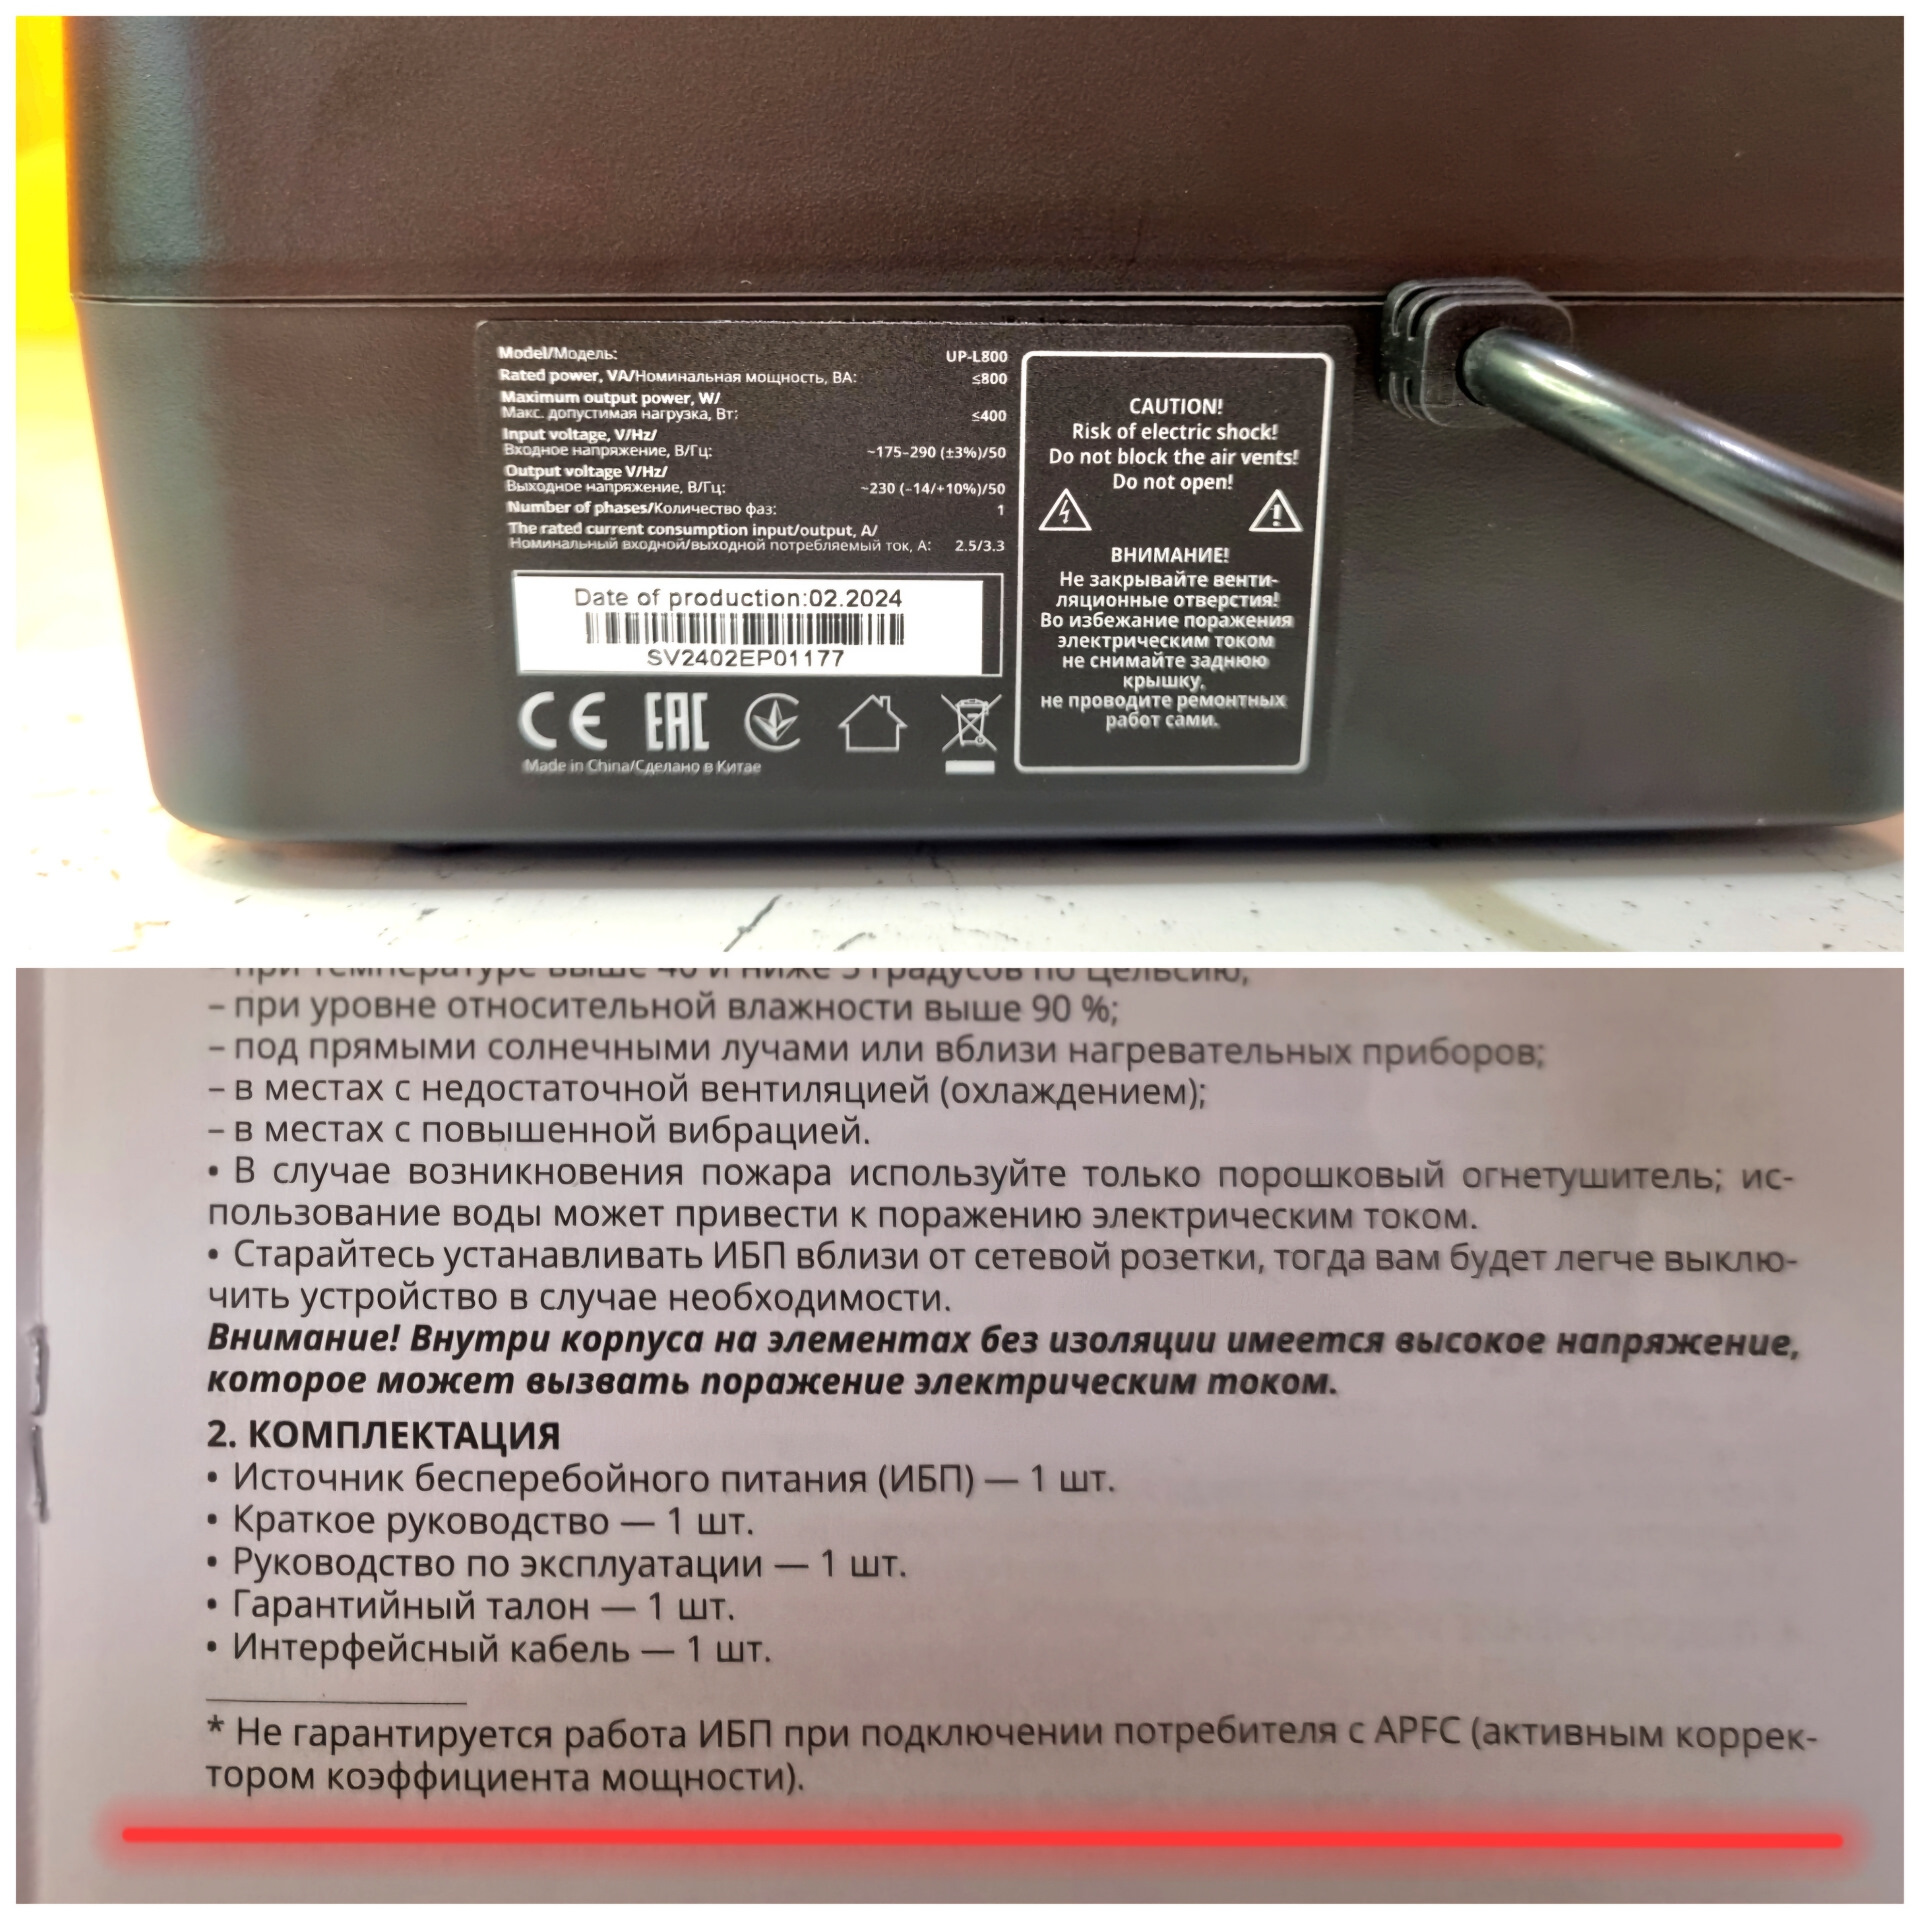 Model/Модель: UP-L800
Rated power, VA/Номинальная мощность, ВА: ≤800
Maximum output power, W/
Макс. допустимая нагрузка, Вт: ≤400
Input voltage, V/Hz/
Входное напряжение, В/Гц: ~175-290 (±3%)/50
Output voltage V/Hz/
Выходное напряжение, В/Гц: ~230 (-14/+10%)/50
Number of phases/Количество фаз: 1
The rated current consumption input/output, A/
Номинальный входной/выходной потребляемый ток, А: 2.5/3.3
Date of production:02.2024
SV2402EP01177
CE EAC
Made in China/Сделано в Китае
CAUTION!
Risk of electric shock!
Do not block the air vents!
Do not open!
ВНИМАНИЕ!
Не закрывайте венти-
ляционные отверстия!
Во избежание поражения
электрическим током
не снимайте заднюю
крышку,
не проводите ремонтных
работ сами.
– при температуре выше 40 и ниже 5 градусов по Цельсию;
– при уровне относительной влажности выше 90 %;
– под прямыми солнечными лучами или вблизи нагревательных приборов;
– в местах с недостаточной вентиляцией (охлаждением);
– в местах с повышенной вибрацией.
• В случае возникновения пожара используйте только порошковый огнетушитель; ис-
пользование воды может привести к поражению электрическим током.
• Старайтесь устанавливать ИБП вблизи от сетевой розетки, тогда вам будет легче выклю-
чить устройство в случае необходимости.
Внимание! Внутри корпуса на элементах без изоляции имеется высокое напряжение,
которое может вызвать поражение электрическим током.
2. КОМПЛЕКТАЦИЯ
• Источник бесперебойного питания (ИБП) — 1 шт.
• Краткое руководство — 1 шт.
• Руководство по эксплуатации — 1 шт.
• Гарантийный талон — 1 шт.
• Интерфейсный кабель — 1 шт.
* Не гарантируется работа ИБП при подключении потребителя с APFC (активным коррек-
тором коэффициента мощности).